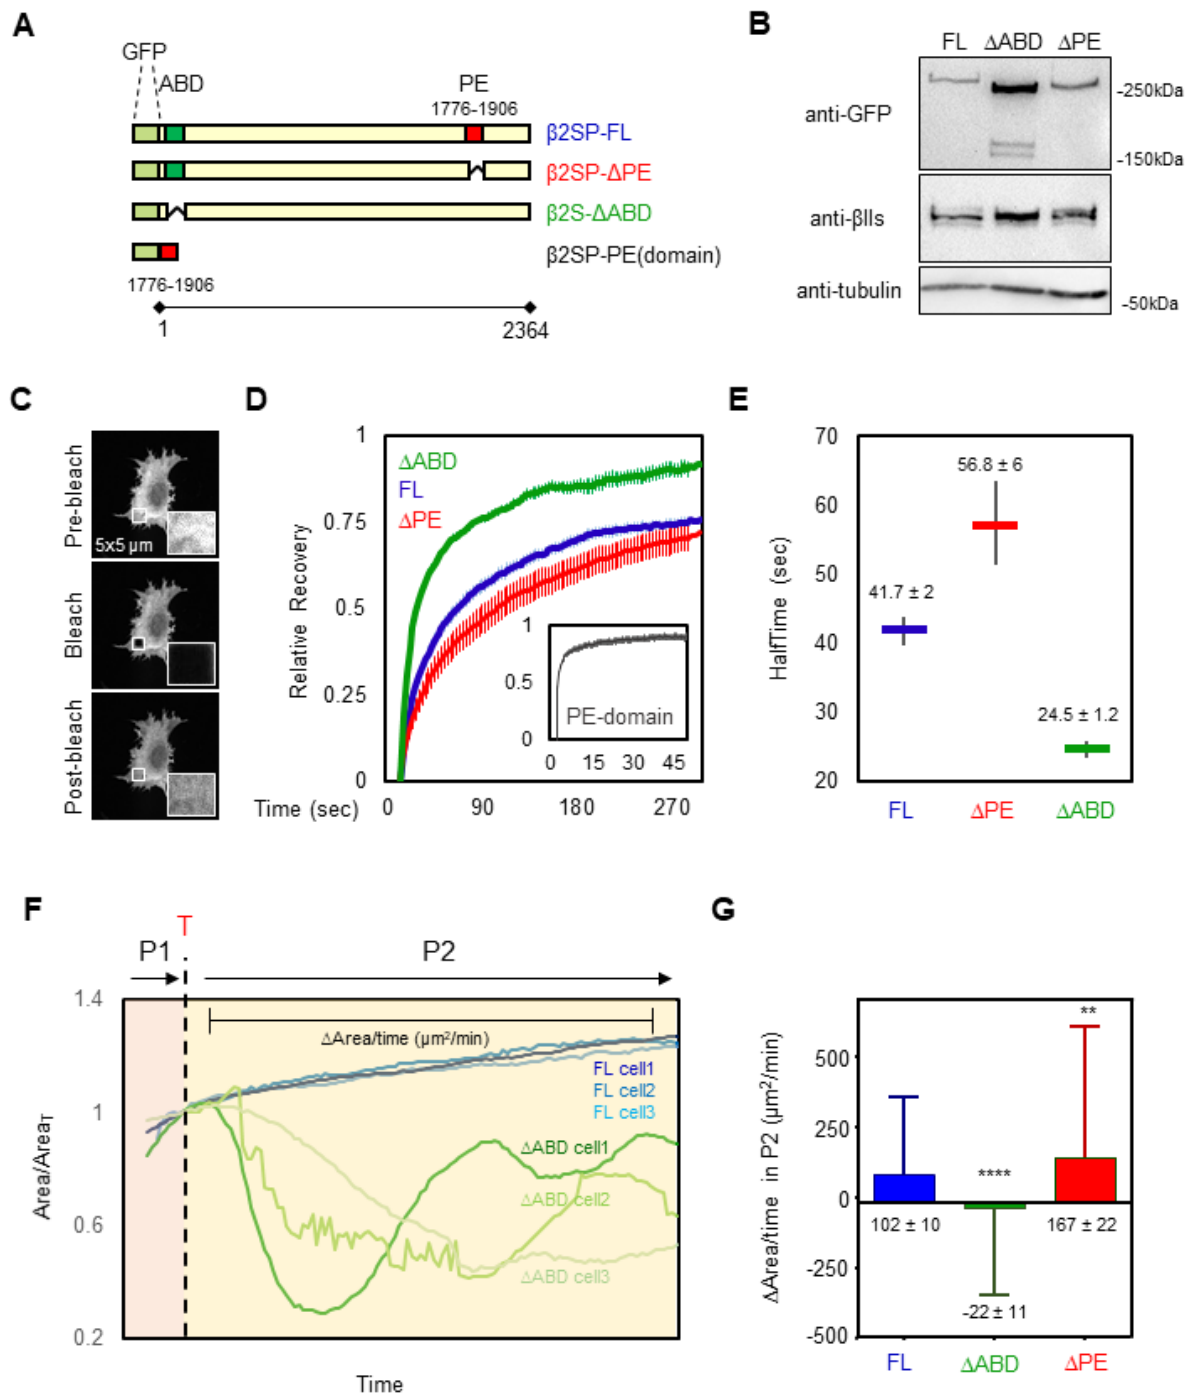 A
GFP
ABD
PE
1776-1906
β2SP-FL
β2SP-ΔPE
β2S-ΔABD
β2SP-PE(domain)
1776-1906
1
2364
B
FL ΔABD ΔPE
anti-GFP
-250kDa
-150kDa
anti-βIIs
anti-tubulin
-50kDa
C
Pre-bleach
5x5 µm
Bleach
Post-bleach
D
1
0.75
0.5
0.25
0
Relative Recovery
ΔABD
FL
ΔPE
1
0.5
0
PE-domain
0 15 30 45
Time (sec) 0 90 180 270
E
70
60
50
40
30
20
HalfTime (sec)
41.7 ± 2
56.8 ± 6
24.5 ± 1.2
FL ΔPE ΔABD
F
T
P1 P2
1.4
1
0.6
0.2
Area/AreaT
ΔArea/time (µm²/min)
FL cell1
FL cell2
FL cell3
ΔABD cell1
ΔABD cell2
ΔABD cell3
Time
G
500
250
0
-250
-500
ΔArea/time in P2 (µm²/min)
**
****
102 ± 10
167 ± 22
-22 ± 11
FL ΔABD ΔPE